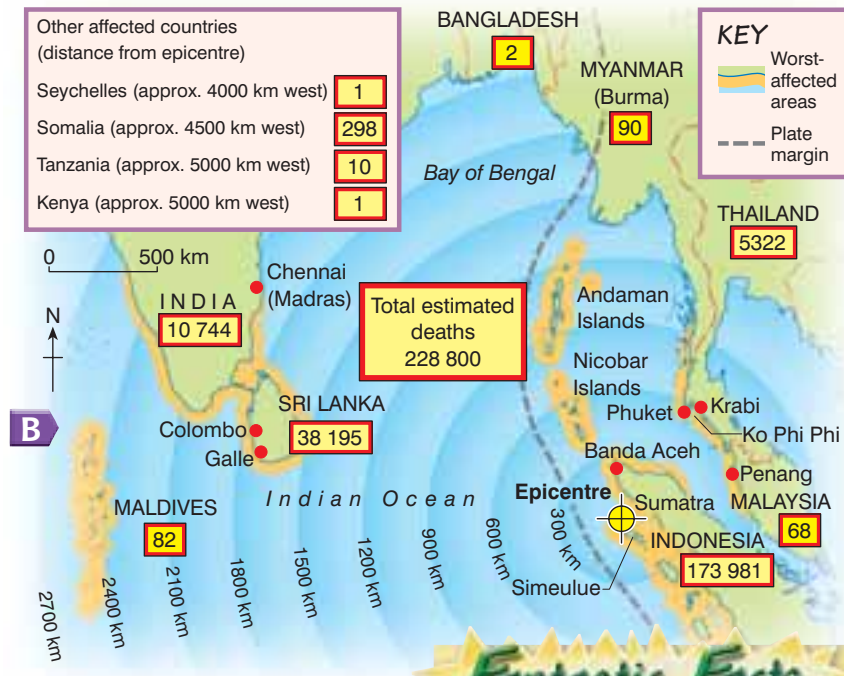 Other affected countries
(distance from epicentre)
Seychelles (approx. 4000 km west) 1
Somalia (approx. 4500 km west) 298
Tanzania (approx. 5000 km west) 10
Kenya (approx. 5000 km west) 1
BANGLADESH
2
MYANMAR
(Burma)
90
KEY
Worst-
affected
areas
Plate
margin
Bay of Bengal
THAILAND
5322
0 500 km
N
Chennai
(Madras)
INDIA
10 744
Total estimated
deaths
228 800
Andaman
Islands
Nicobar
Islands
Phuket
Krabi
Ko Phi Phi
B
SRI LANKA
38 195
Colombo
Galle
Banda Aceh
Penang
Epicentre
Sumatra
MALAYSIA
68
Indian Ocean
MALDIVES
82
INDONESIA
173 981
Simeulue
2700 km
2400 km
2100 km
1800 km
1500 km
1200 km
900 km
600 km
300 km
Facts